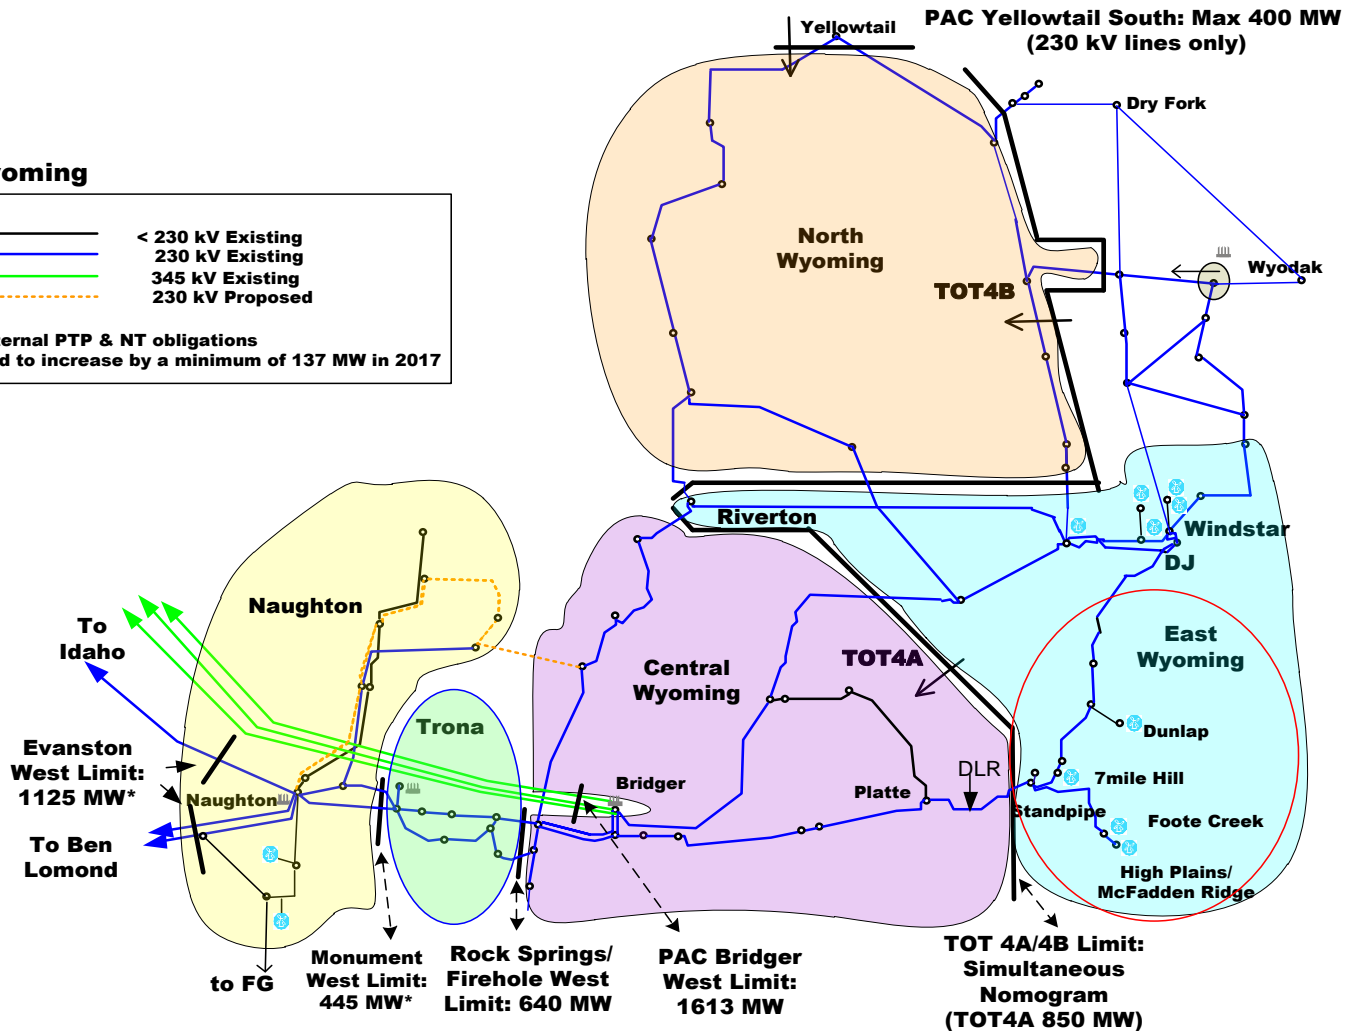 PAC Yellowtail South: Max 400 MW
(230 kV lines only)
Yellowtail
Dry Fork
yoming
< 230 kV Existing
230 kV Existing
345 kV Existing
230 kV Proposed
ternal PTP & NT obligations
d to increase by a minimum of 137 MW in 2017
North
Wyoming
TOT4B
Wyodak
Riverton
Windstar
DJ
Naughton
To
Idaho
Central
Wyoming
TOT4A
East
Wyoming
Trona
Dunlap
Evanston
West Limit:
1125 MW*
Naughton
Bridger
Platte
DLR
7mile Hill
Standpipe
Foote Creek
To Ben
Lomond
High Plains/
McFadden Ridge
to FG
Monument
West Limit:
445 MW*
Rock Springs/
Firehole West
Limit: 640 MW
PAC Bridger
West Limit:
1613 MW
TOT 4A/4B Limit:
Simultaneous
Nomogram
(TOT4A 850 MW)